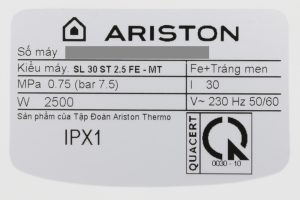 ARISTON
Số máy
Kiểu máy. SL 30 ST 2.5 FE - MT Fe+Tráng men
MPa 0.75 (bar 7.5) l 30
W 2500 V~ 230 Hz 50/60
Sản phẩm của Tập Đoàn Ariston Thermo
IPX1
QUACERT
0030 - 10